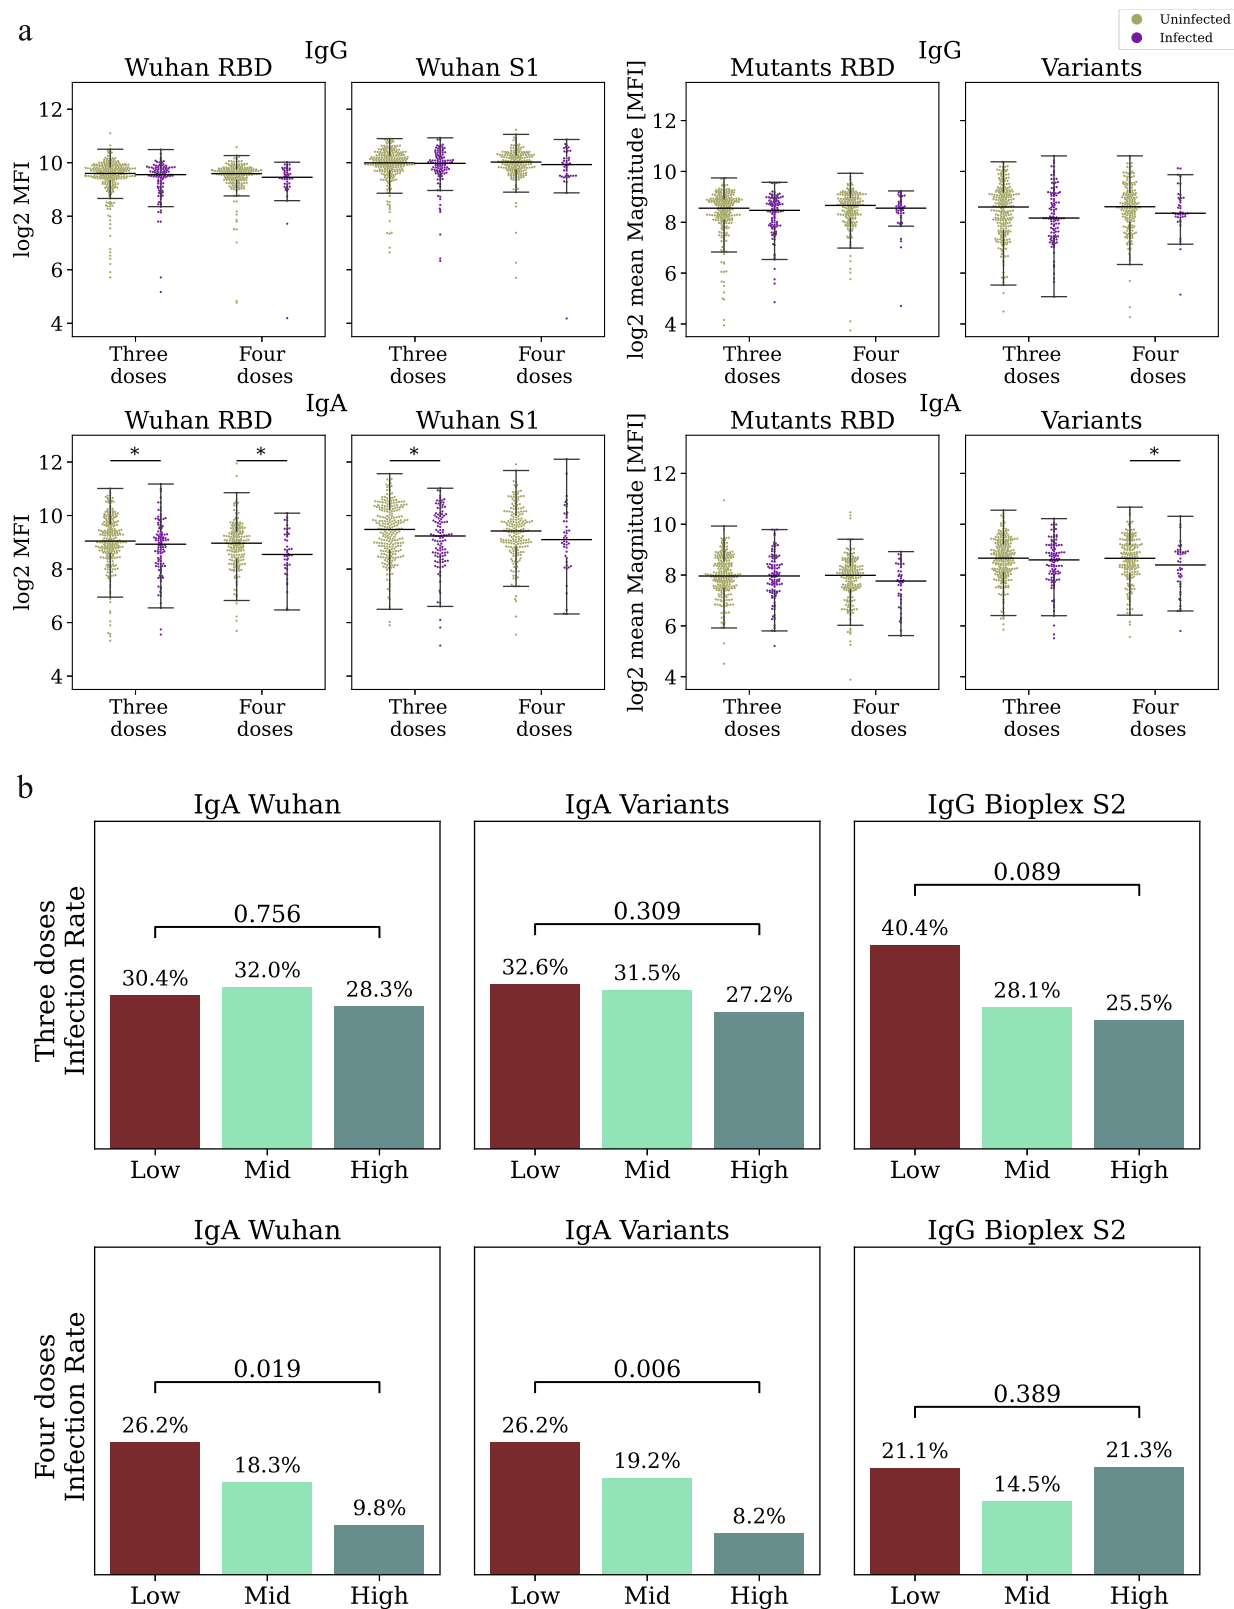 a
Uninfected
Infected
IgG
IgG
Wuhan RBD
Wuhan S1
Mutants RBD
Variants
log2 MFI
12
10
8
6
4
log2 mean Magnitude [MFI]
12
10
8
6
4
Three doses
Four doses
Three doses
Four doses
Three doses
Four doses
Three doses
Four doses
IgA
IgA
Wuhan RBD
Wuhan S1
Mutants RBD
Variants
log2 MFI
12
10
8
6
4
* *
*
log2 mean Magnitude [MFI]
12
10
8
6
4
*
Three doses
Four doses
Three doses
Four doses
Three doses
Four doses
Three doses
Four doses
b
IgA Wuhan
IgA Variants
IgG Bioplex S2
Three doses
Infection Rate
0.756
30.4% 32.0% 28.3%
Low Mid High
0.309
32.6% 31.5% 27.2%
Low Mid High
0.089
40.4% 28.1% 25.5%
Low Mid High
IgA Wuhan
IgA Variants
IgG Bioplex S2
Four doses
Infection Rate
0.019
26.2% 18.3% 9.8%
Low Mid High
0.006
26.2% 19.2% 8.2%
Low Mid High
0.389
21.1% 14.5% 21.3%
Low Mid High